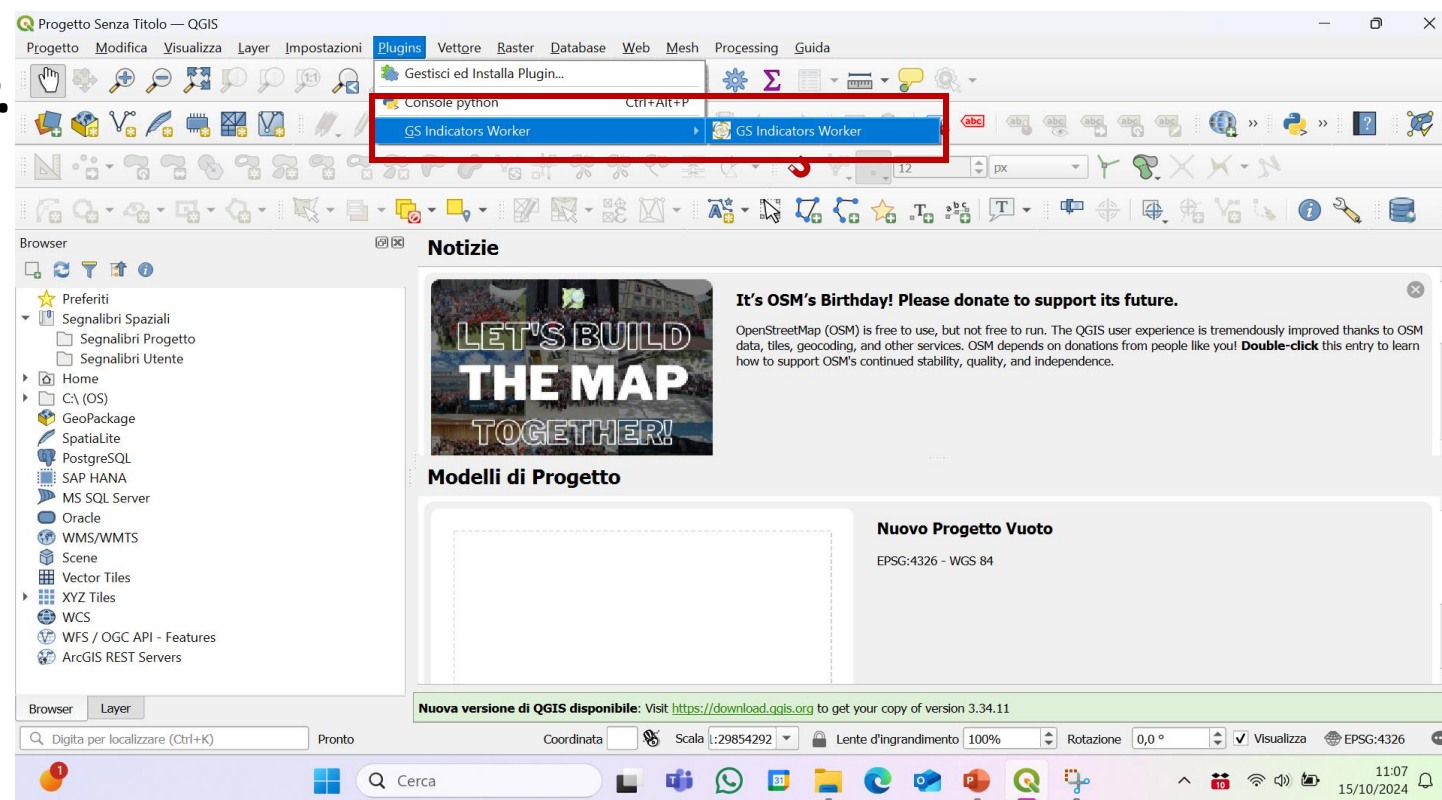 Progetto Senza Titolo — QGIS
Progetto Modifica Visualizza Layer Impostazioni Plugins Vettore Raster Database Web Mesh Processing Guida
Gestisci ed Installa Plugin...
Console python Ctrl+Alt+P
GS Indicators Worker
GS Indicators Worker
12 px
Browser
Preferiti
Segnalibri Spaziali
Segnalibri Progetto
Segnalibri Utente
Home
C:\ (OS)
GeoPackage
SpatiaLite
PostgreSQL
SAP HANA
MS SQL Server
Oracle
WMS/WMTS
Scene
Vector Tiles
XYZ Tiles
WCS
WFS / OGC API - Features
ArcGIS REST Servers
Browser Layer
Notizie
LET'S BUILD
THE MAP
TOGETHER!
It's OSM's Birthday! Please donate to support its future.
OpenStreetMap (OSM) is free to use, but not free to run. The QGIS user experience is tremendously improved thanks to OSM
data, tiles, geocoding, and other services. OSM depends on donations from people like you! Double-click this entry to learn
how to support OSM's continued stability, quality, and independence.
Modelli di Progetto
Nuovo Progetto Vuoto
EPSG:4326 - WGS 84
Nuova versione di QGIS disponibile: Visit https://download.qgis.org to get your copy of version 3.34.11
Digita per localizzare (Ctrl+K) Pronto Coordinata Scala 1:29854292 Lente d'ingrandimento 100% Rotazione 0,0 ° Visualizza EPSG:4326
1
Cerca
31
10
11:07
15/10/2024